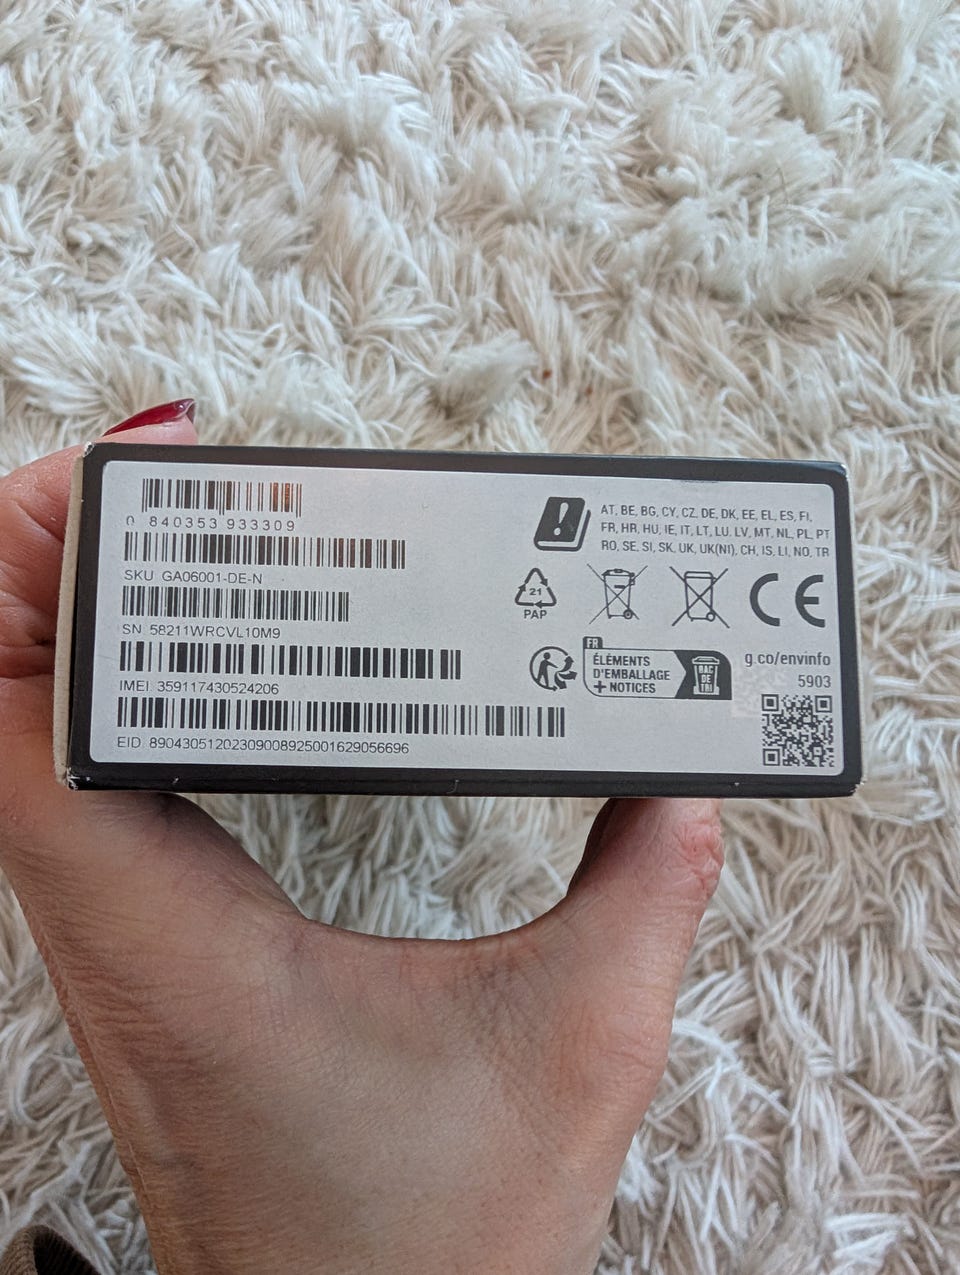 0 840353 933309
SKU GA06001-DE-N
SN 58211WRCVL10M9
IMEI 359117430524206
EID 89043051202309008925001629056696
AT, BE, BG, CY, CZ, DE, DK, EE, EL, ES, FI,
FR, HR, HU, IE, IT, LT, LU, LV, MT, NL, PL, PT
RO, SE, SI, SK, UK, UK(NI), CH, IS, LI, NO, TR
21
PAP
CE
FR
ÉLÉMENTS
D'EMBALLAGE
+ NOTICES
BAC
DE
TRI
g.co/envinfo
5903